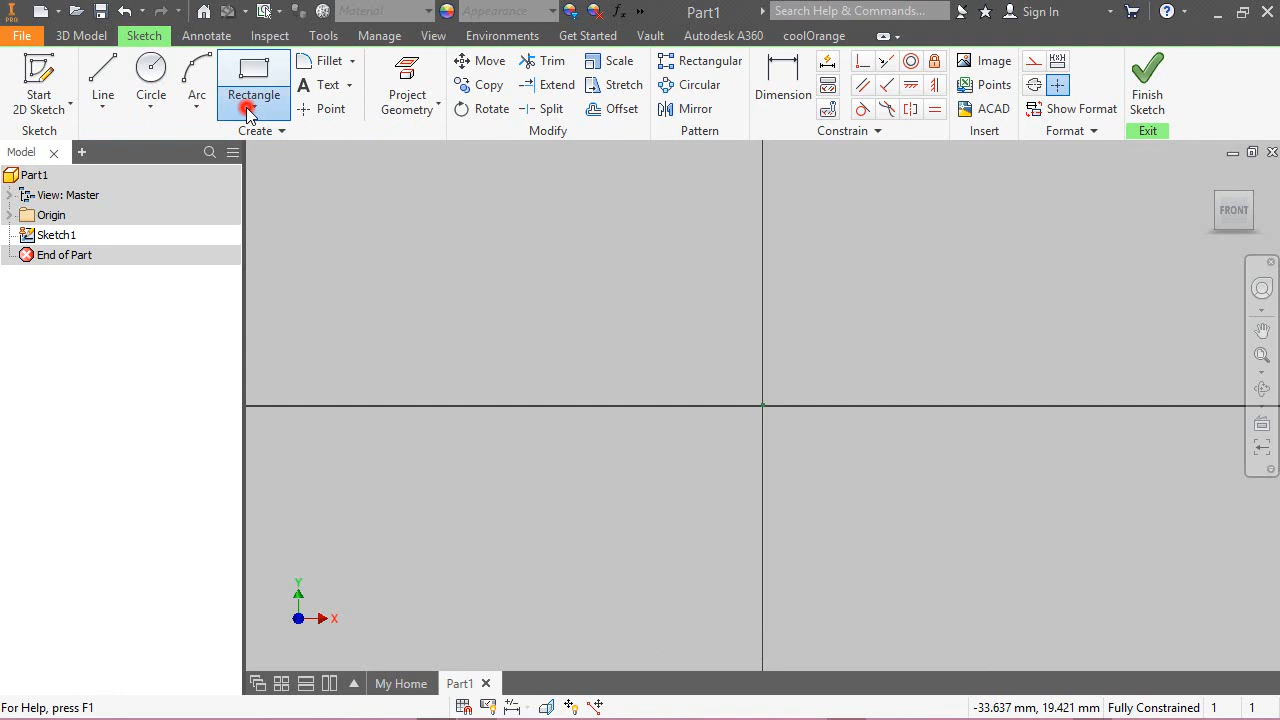 PRO
Material
Appearance
Part1
Search Help & Commands...
Sign In
File
3D Model
Sketch
Annotate
Inspect
Tools
Manage
View
Environments
Get Started
Vault
Autodesk A360
coolOrange
Start
2D Sketch
Line
Circle
Arc
Rectangle
Fillet
Text
Point
Project
Geometry
Move
Copy
Rotate
Trim
Extend
Split
Scale
Stretch
Offset
Rectangular
Circular
Mirror
Dimension
Image
Points
ACAD
Show Format
Finish
Sketch
Sketch
Create
Modify
Pattern
Constrain
Insert
Format
Exit
Model
Part1
View: Master
Origin
Sketch1
End of Part
FRONT
Y
X
My Home
Part1
For Help, press F1
-33.637 mm, 19.421 mm
Fully Constrained
1
1